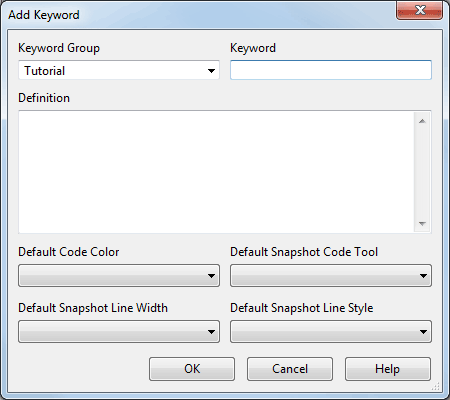 Add Keyword
Keyword Group Keyword
Tutorial
Definition
Default Code Color Default Snapshot Code Tool
Default Snapshot Line Width Default Snapshot Line Style
OK Cancel Help